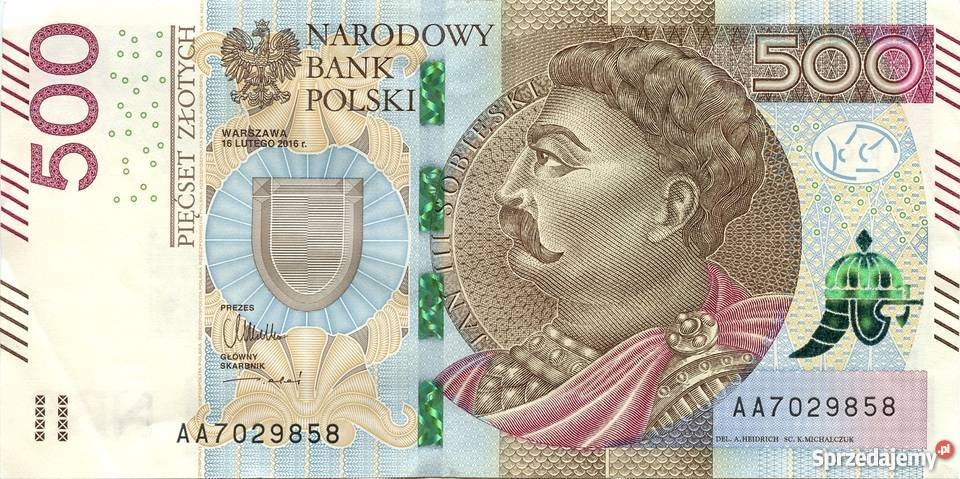 500
PIĘĆSET ZŁOTYCH
NARODOWY
BANK
POLSKI
WARSZAWA
16 LUTEGO 2016 r.
PREZES
GŁÓWNY
SKARBNIK
AA7029858
JAN III SOBIESKI
500
AA7029858
DEL. A. HEIDRICH SC. K. MICHALCZUK
Sprzedajemy.pl